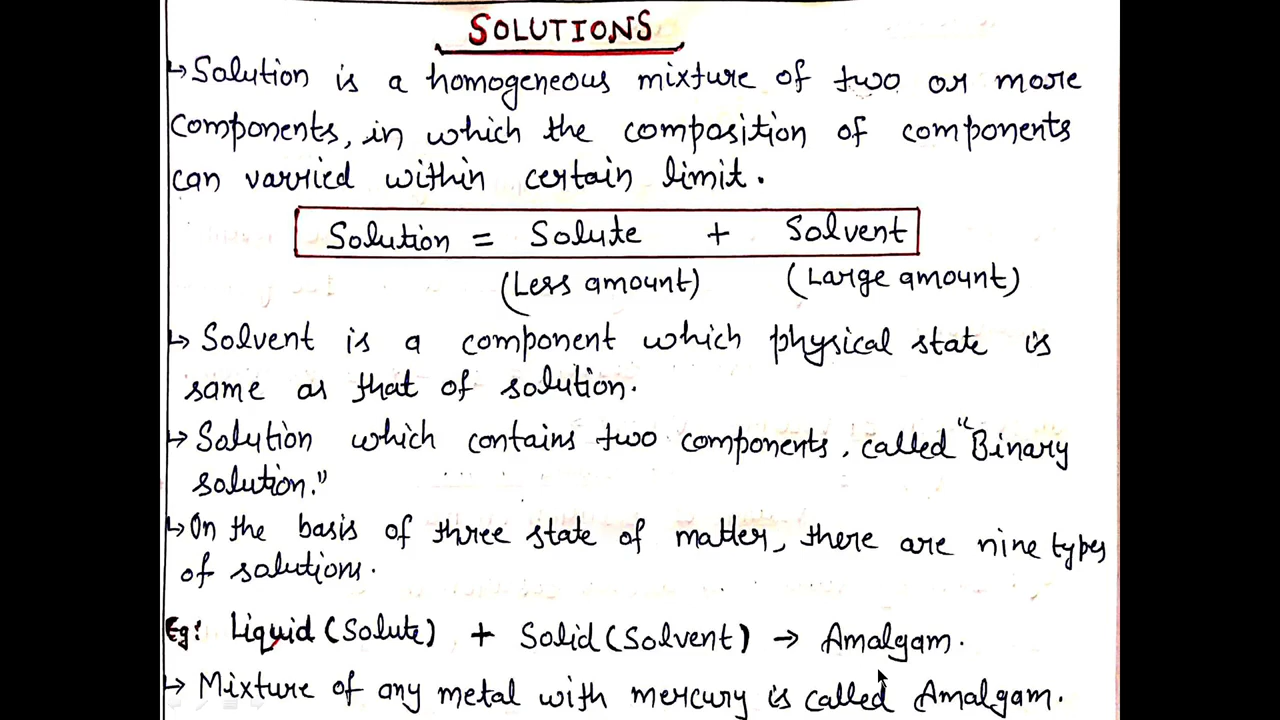 SOLUTIONS
↳ Solution is a homogeneous mixture of two or more
components, in which the composition of components
can varried within certain limit.
Solution = Solute + Solvent
(Less amount) (Large amount)
↳ Solvent is a component which physical state is
same as that of solution.
↳ Solution which contains two components, called "Binary
solution."
↳ On the basis of three state of matter, there are nine types
of solutions.
Eg: Liquid (Solute) + Solid (Solvent) → Amalgam.
↳ Mixture of any metal with mercury is called Amalgam.